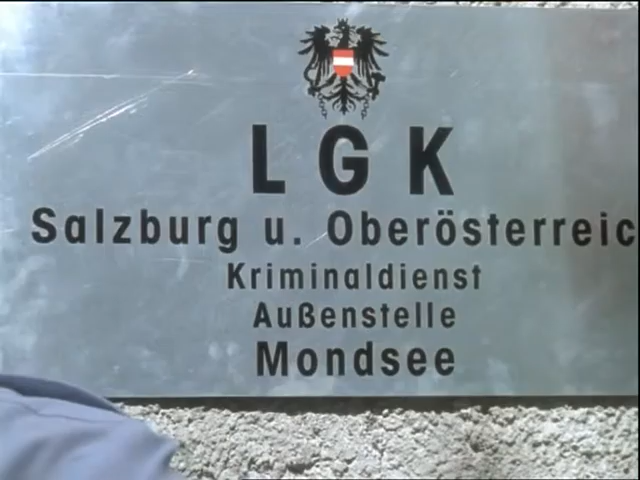 LGK
Salzburg u. Oberösterreic
Kriminaldienst
Außenstelle
Mondsee